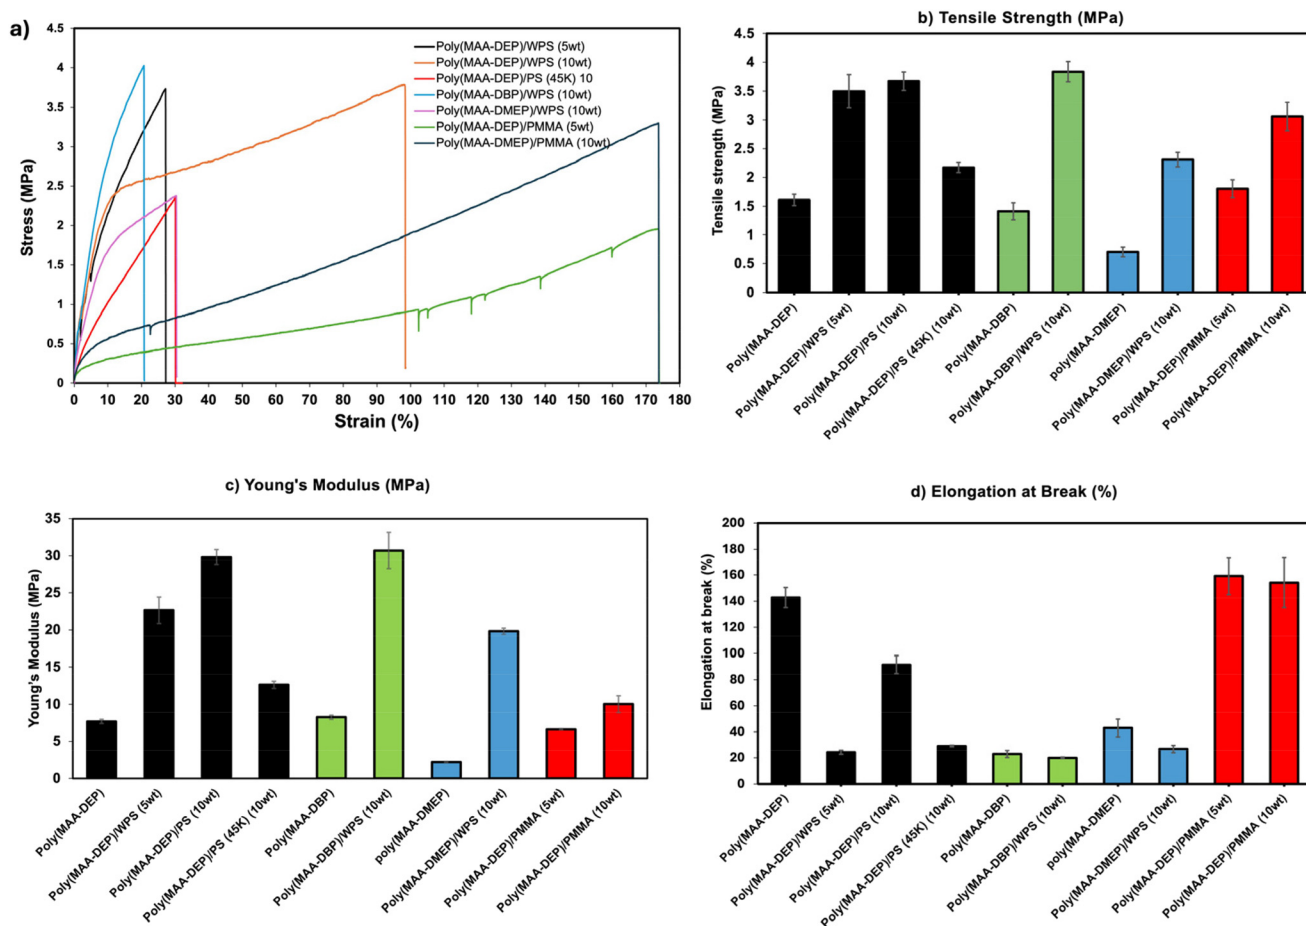 a)
4.5
4
3.5
3
2.5
2
1.5
1
0.5
0
Stress (MPa)
Poly(MAA-DEP)/WPS (5wt)
Poly(MAA-DEP)/WPS (10wt)
Poly(MAA-DEP)/PS (45K) 10
Poly(MAA-DBP)/WPS (10wt)
Poly(MAA-DMEP)/WPS (10wt)
Poly(MAA-DEP)/PMMA (5wt)
Poly(MAA-DMEP)/PMMA (10wt)
0 10 20 30 40 50 60 70 80 90 100 110 120 130 140 150 160 170 180
Strain (%)
b) Tensile Strength (MPa)
4.5
4
3.5
3
2.5
2
1.5
1
0.5
0
Tensile strength (MPa)
Poly(MAA-DEP)
Poly(MAA-DEP)/WPS (5wt)
Poly(MAA-DEP)/PS (10wt)
Poly(MAA-DEP)/PS (45K) (10wt)
Poly(MAA-DBP)
Poly(MAA-DBP)/WPS (10wt)
poly(MAA-DMEP)
Poly(MAA-DMEP)/WPS (10wt)
Poly(MAA-DEP)/PMMA (5wt)
Poly(MAA-DEP)/PMMA (10wt)
c) Young's Modulus (MPa)
35
30
25
20
15
10
5
0
Young's Modulus (MPa)
Poly(MAA-DEP)
Poly(MAA-DEP)/WPS (5wt)
Poly(MAA-DEP)/PS (10wt)
Poly(MAA-DEP)/PS (45K) (10wt)
Poly(MAA-DBP)
Poly(MAA-DBP)/WPS (10wt)
poly(MAA-DMEP)
Poly(MAA-DMEP)/WPS (10wt)
Poly(MAA-DEP)/PMMA (5wt)
Poly(MAA-DEP)/PMMA (10wt)
d) Elongation at Break (%)
200
180
160
140
120
100
80
60
40
20
0
Elongation at break (%)
Poly(MAA-DEP)
Poly(MAA-DEP)/WPS (5wt)
Poly(MAA-DEP)/PS (10wt)
Poly(MAA-DEP)/PS (45K) (10wt)
Poly(MAA-DBP)
Poly(MAA-DBP)/WPS (10wt)
poly(MAA-DMEP)
Poly(MAA-DMEP)/WPS (10wt)
Poly(MAA-DEP)/PMMA (5wt)
Poly(MAA-DEP)/PMMA (10wt)